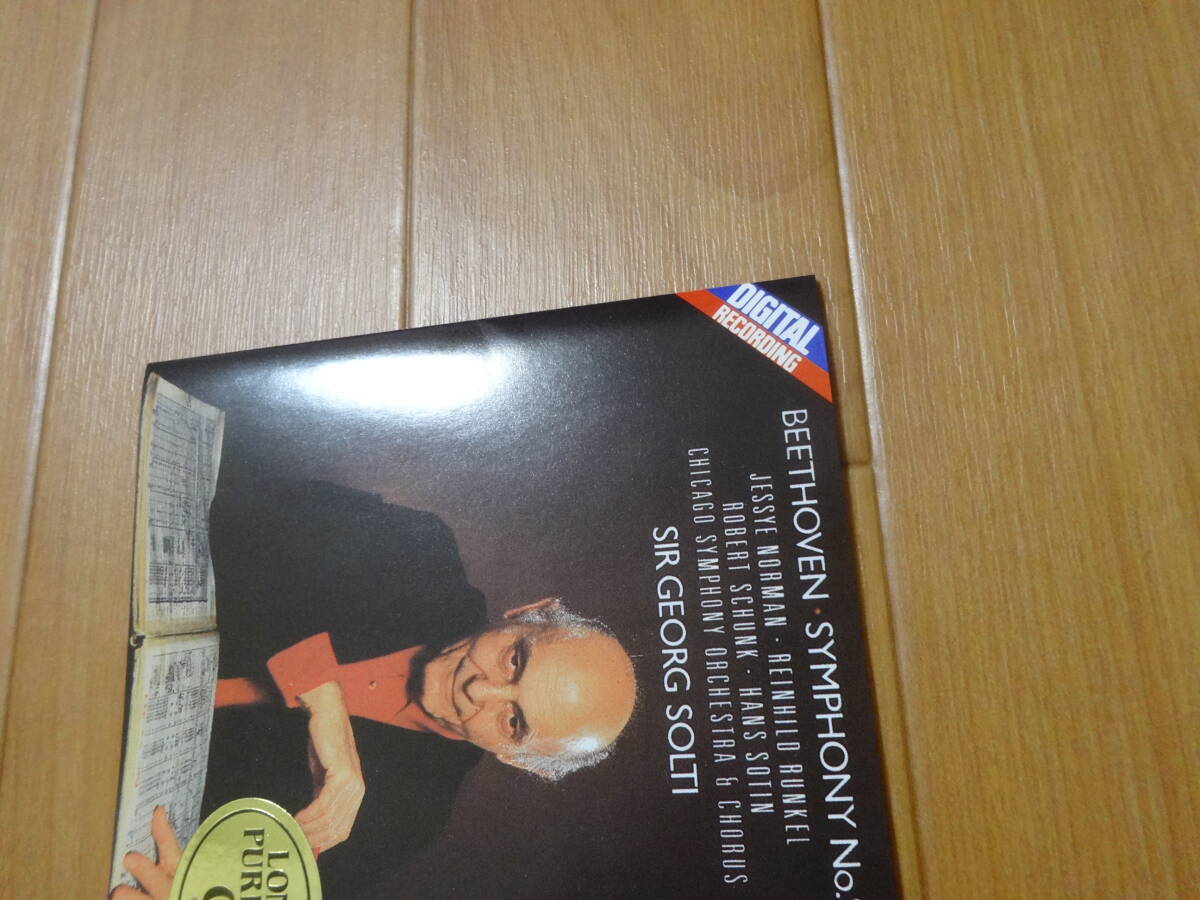 DIGITAL
RECORDING
BEETHOVEN · SYMPHONY No.
JESSYE NORMAN · REINHILD RUNKEL
ROBERT SCHUNK · HANS SOTIN
CHICAGO SYMPHONY ORCHESTRA & CHORUS
SIR GEORG SOLTI